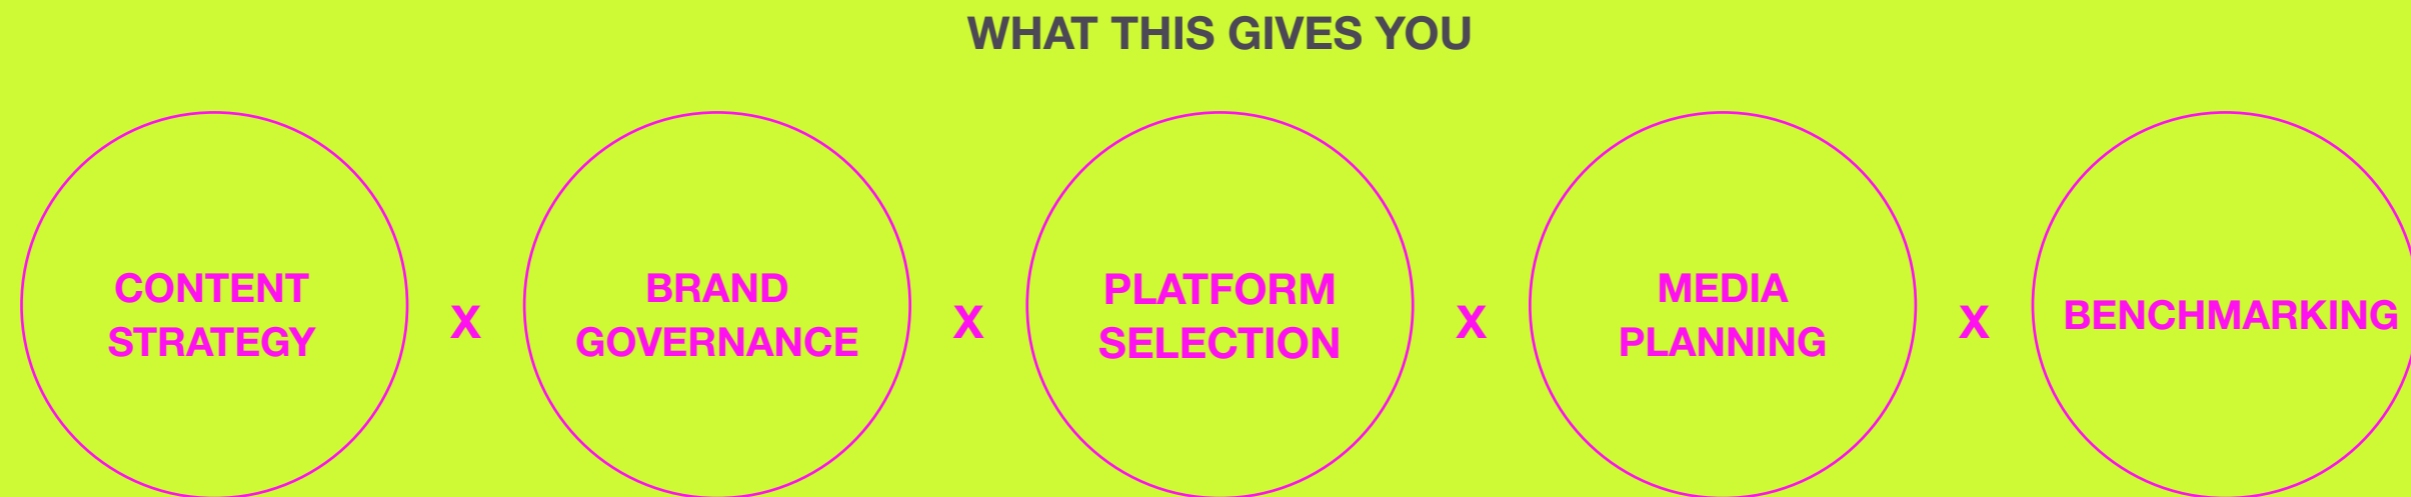 WHAT THIS GIVES YOU
CONTENT
STRATEGY
X
BRAND
GOVERNANCE
X
PLATFORM
SELECTION
X
MEDIA
PLANNING
X
BENCHMARKING